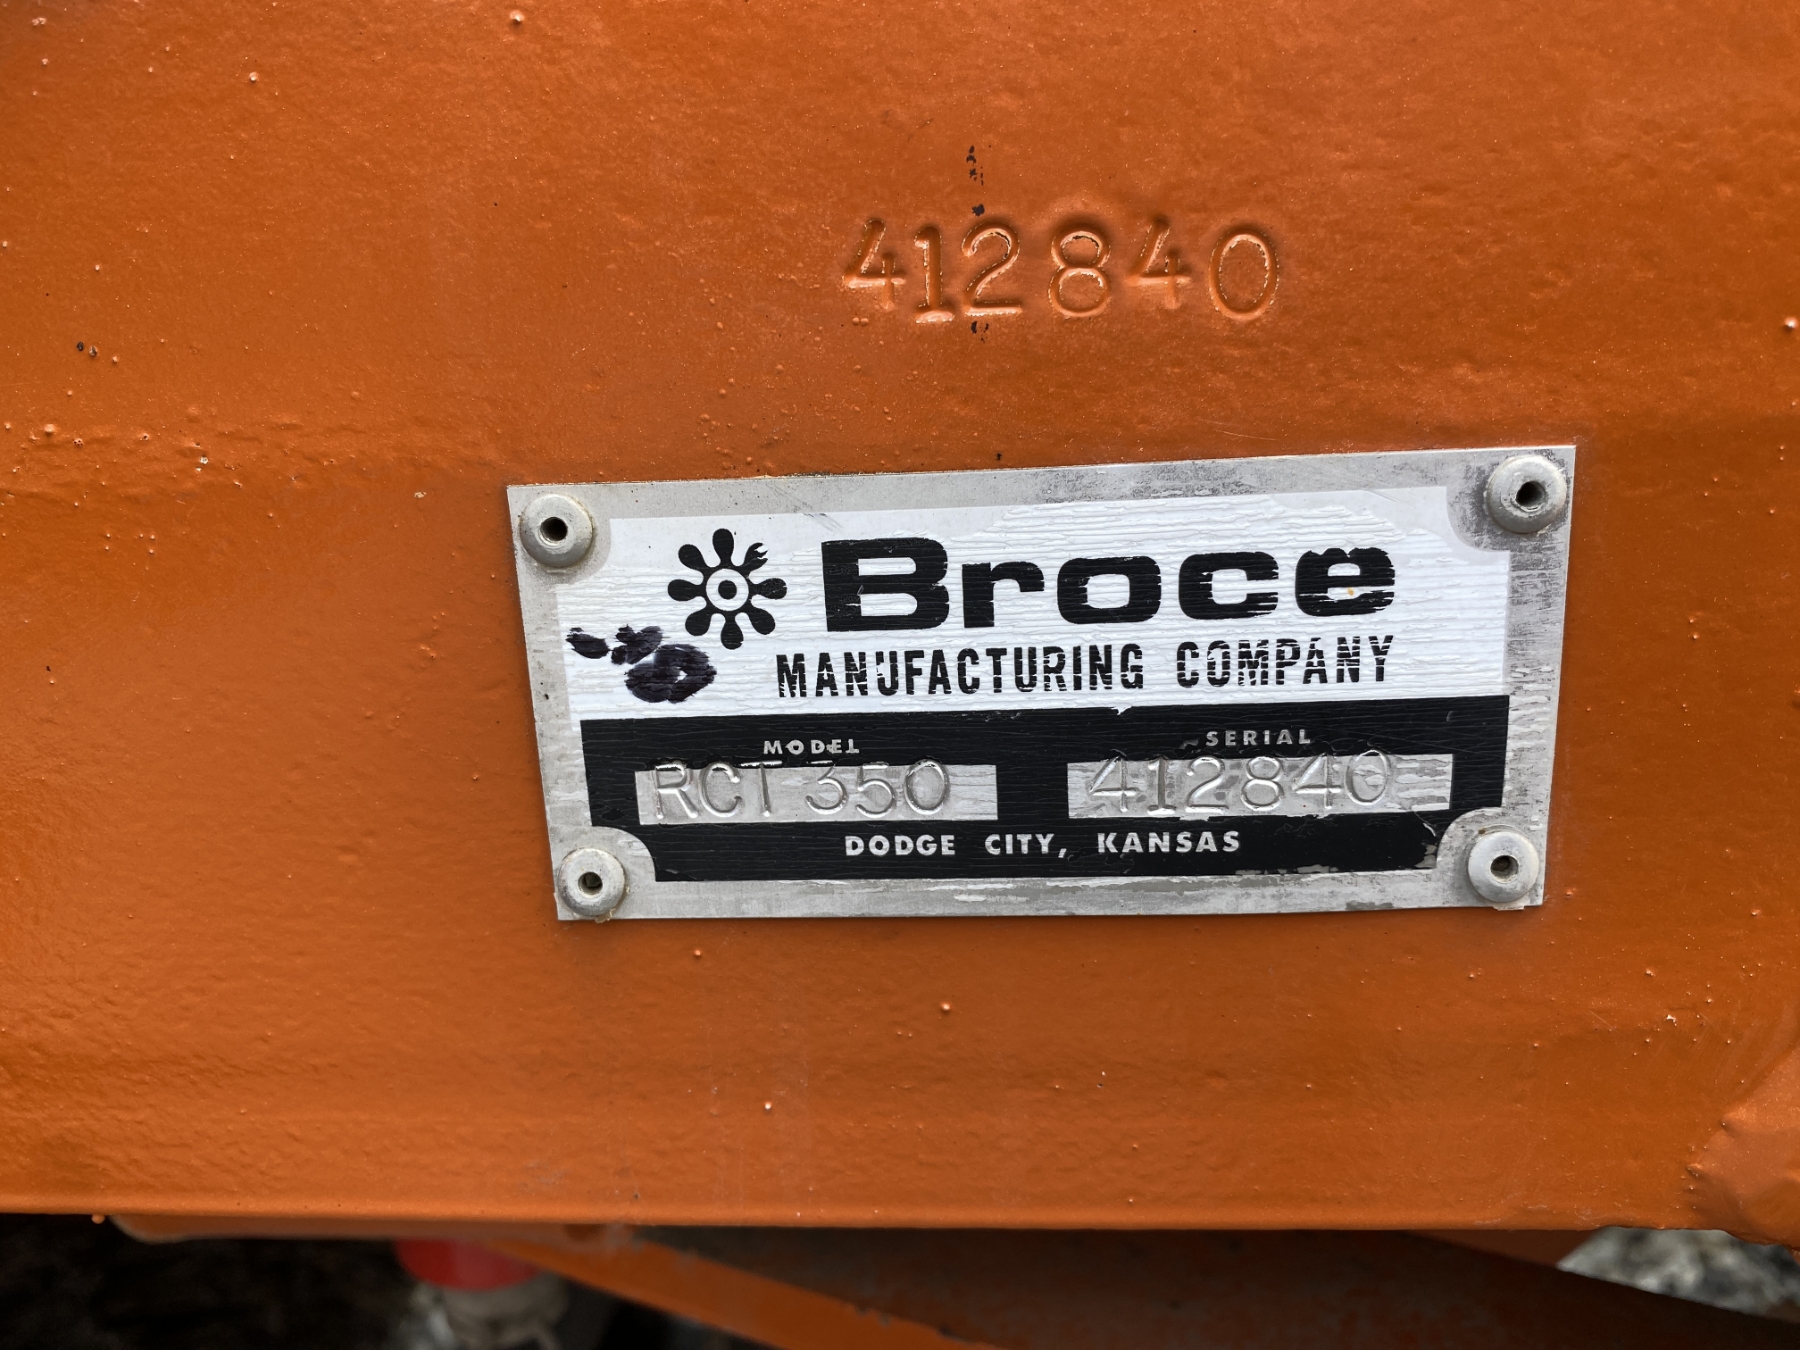 412840
Broce
MANUFACTURING COMPANY
MODEL SERIAL
RCT 350 412840
DODGE CITY, KANSAS